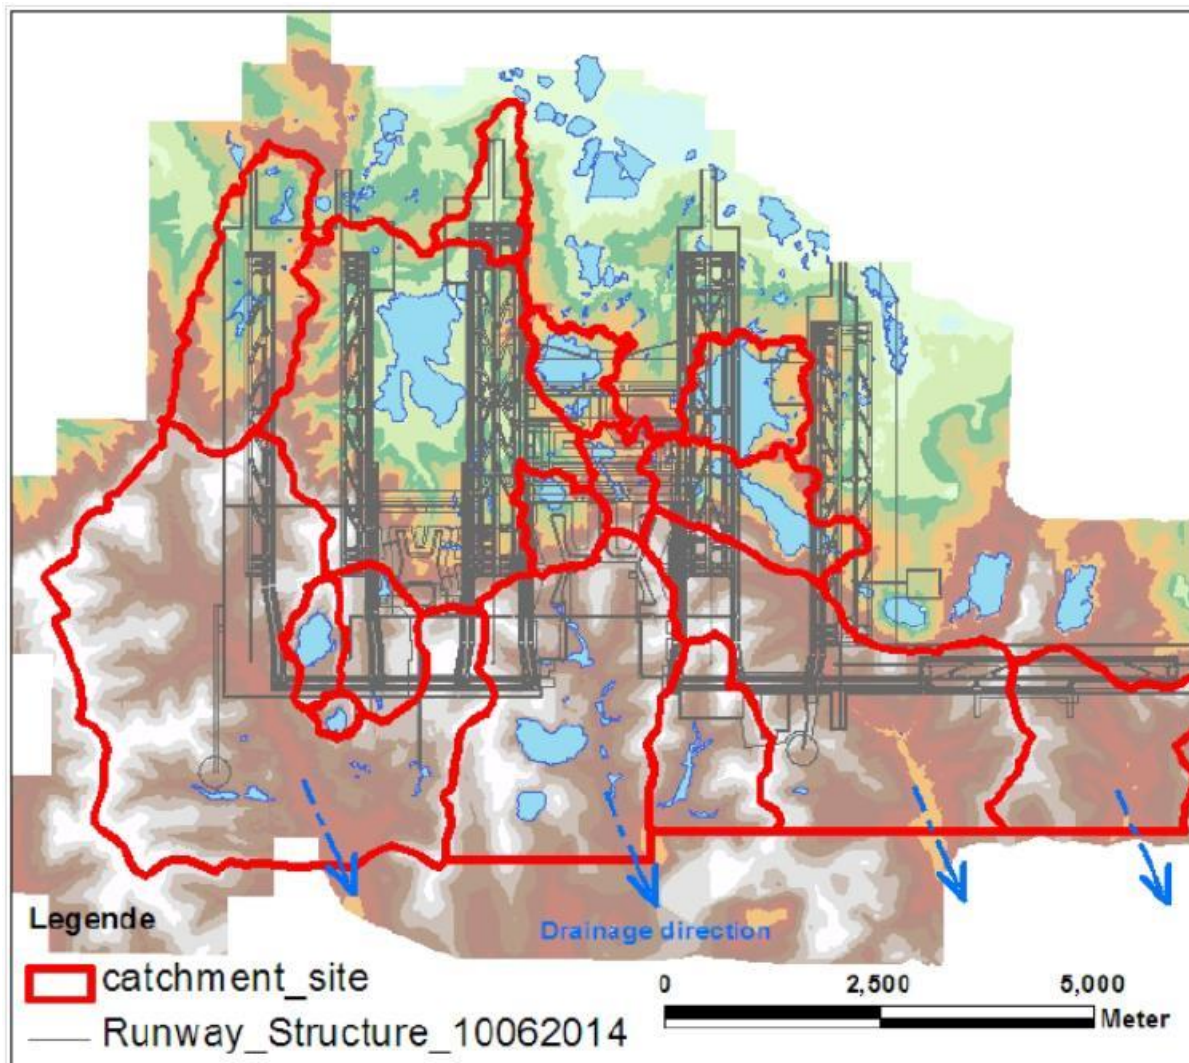 Legende
Drainage direction
catchment_site
0 2,500 5,000
Meter
Runway_Structure_10062014